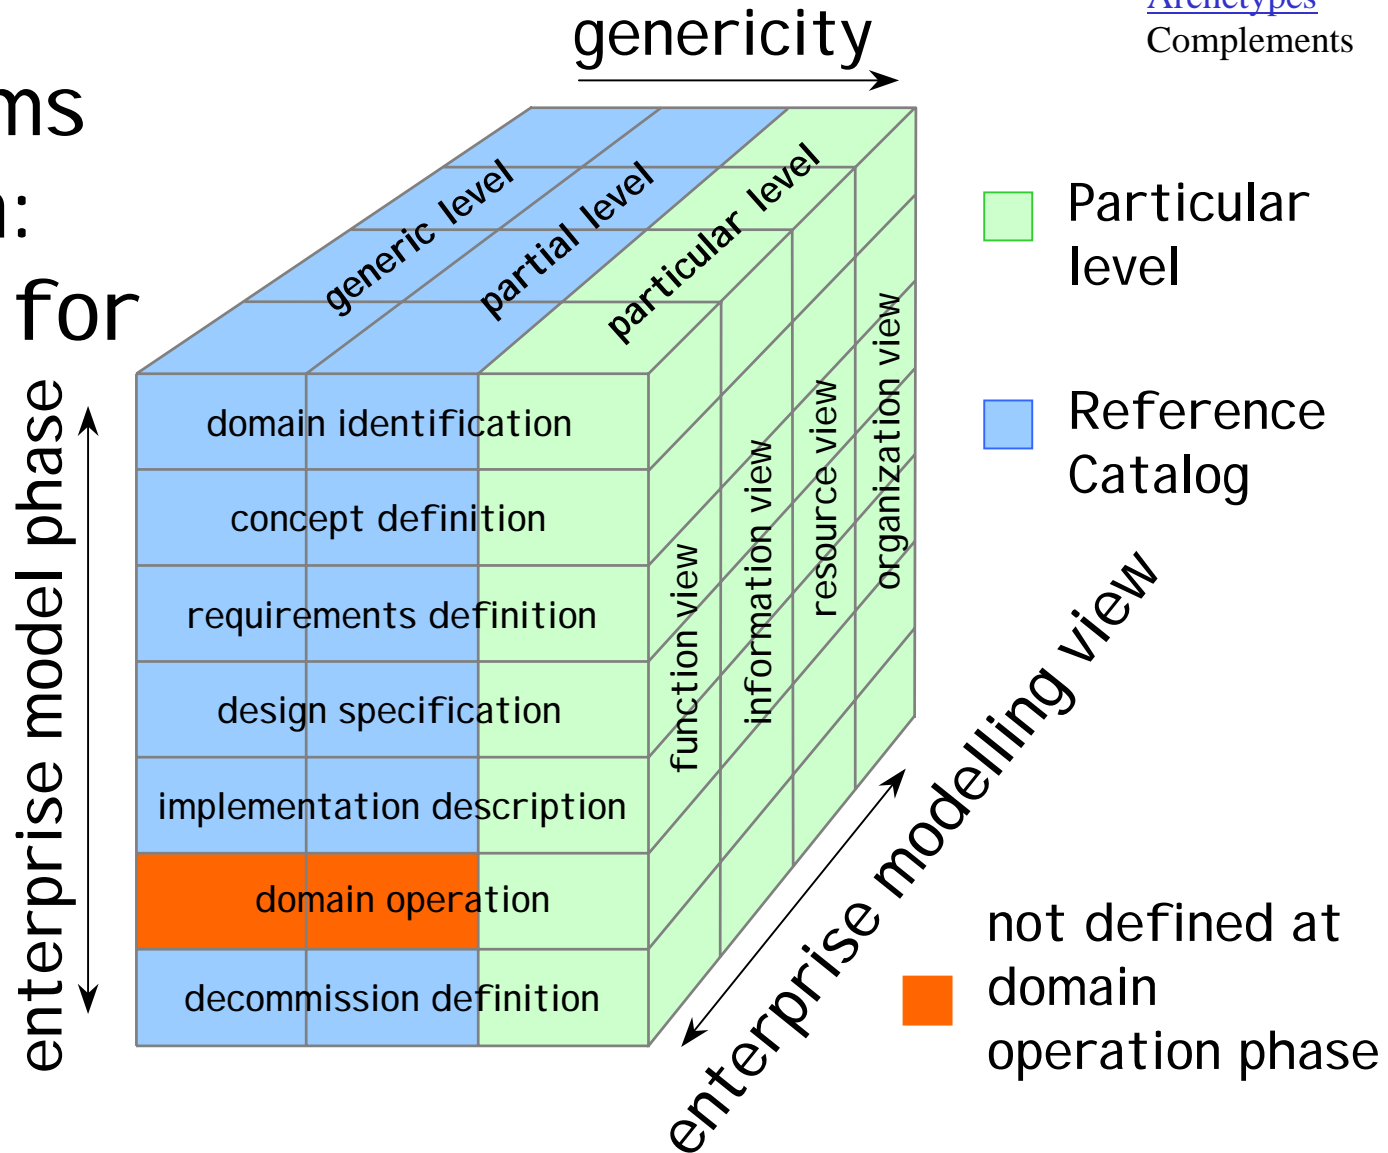 genericity
Archetypes
Complements
ms
:
for
generic level
partial level
particular level
Particular
level
Reference
Catalog
enterprise model phase
domain identification
concept definition
requirements definition
design specification
implementation description
domain operation
decommission definition
function view
information view
resource view
organization view
enterprise modelling view
not defined at
domain
operation phase